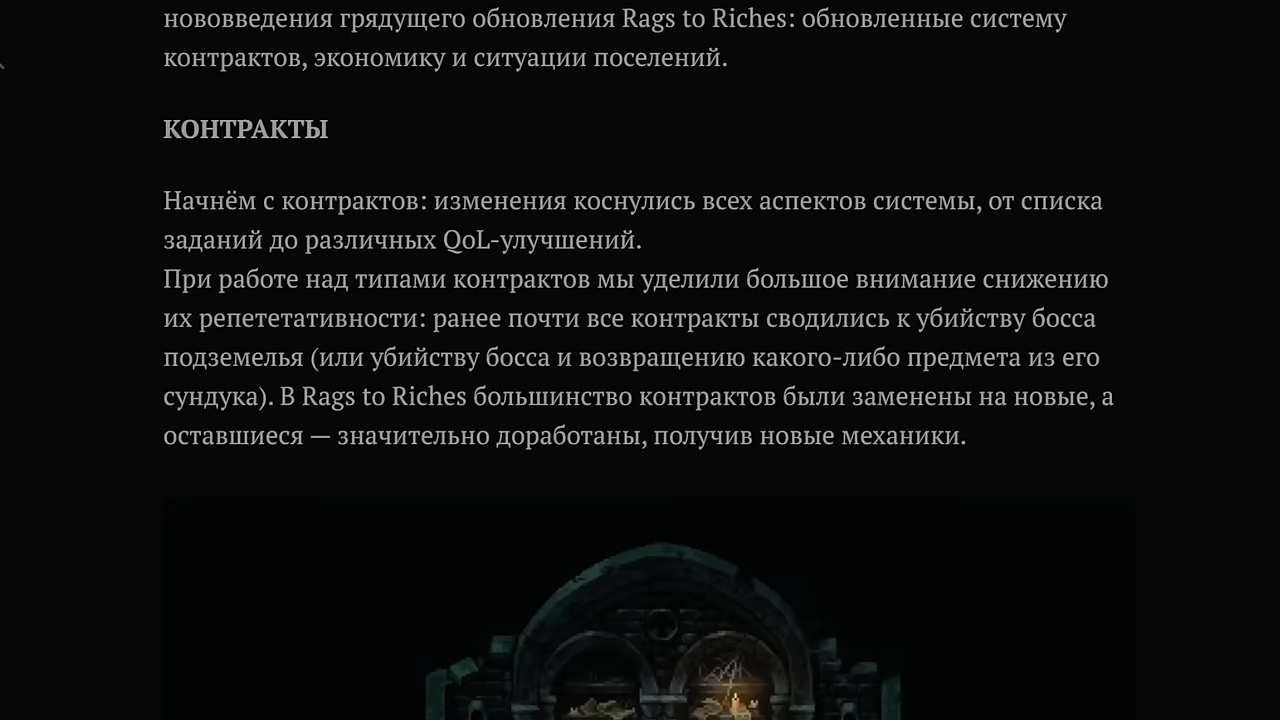 нововведения грядущего обновления Rags to Riches: обновленные систему
контрактов, экономику и ситуации поселений.
КОНТРАКТЫ
Начнём с контрактов: изменения коснулись всех аспектов системы, от списка
заданий до различных QoL-улучшений.
При работе над типами контрактов мы уделили большое внимание снижению
их репететативности: ранее почти все контракты сводились к убийству босса
подземелья (или убийству босса и возвращению какого-либо предмета из его
сундука). В Rags to Riches большинство контрактов были заменены на новые, а
оставшиеся — значительно доработаны, получив новые механики.